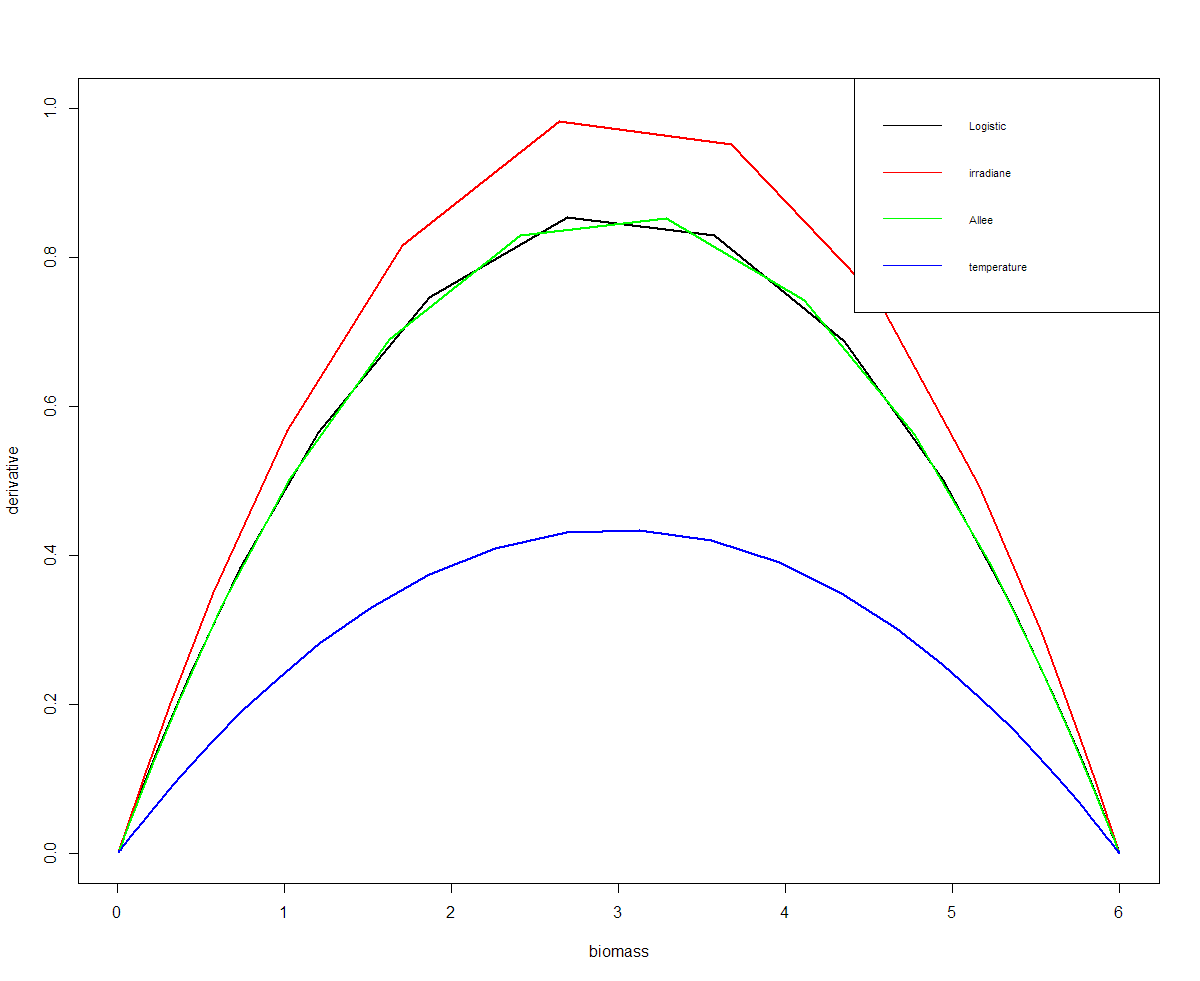 1.0
0.8
0.6
0.4
0.2
0.0
derivative
Logistic
irradiane
Allee
temperature
0 1 2 3 4 5 6
biomass